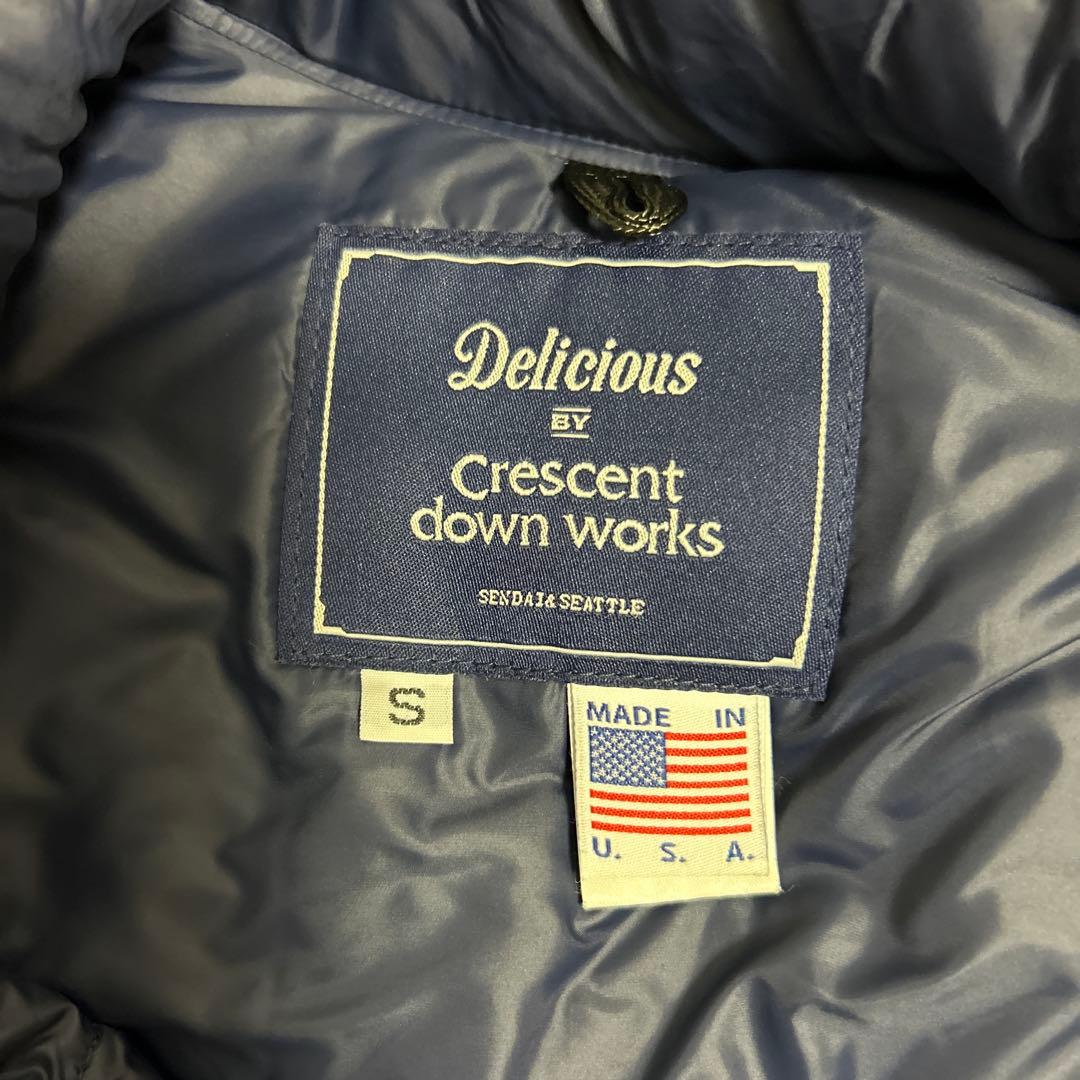 Delicious
BY
Crescent
down works
SENDAI&SEATTLE
S
MADE IN
U. S. A.